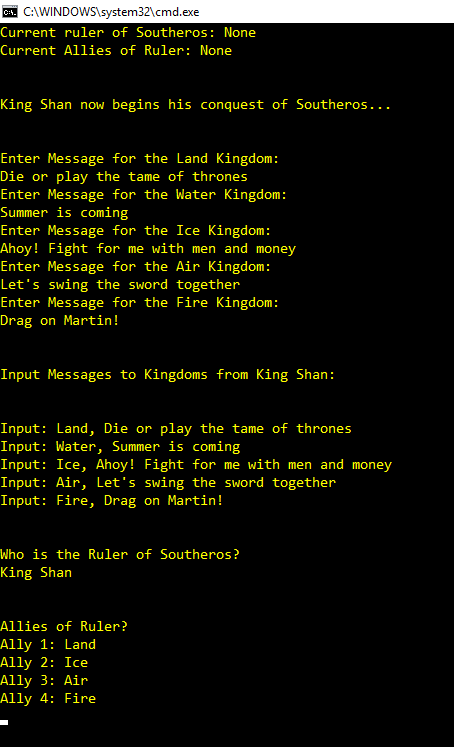 C:\WINDOWS\system32\cmd.exe
Current ruler of Southeros: None
Current Allies of Ruler: None
King Shan now begins his conquest of Southeros...
Enter Message for the Land Kingdom:
Die or play the tame of thrones
Enter Message for the Water Kingdom:
Summer is coming
Enter Message for the Ice Kingdom:
Ahoy! Fight for me with men and money
Enter Message for the Air Kingdom:
Let's swing the sword together
Enter Message for the Fire Kingdom:
Drag on Martin!
Input Messages to Kingdoms from King Shan:
Input: Land, Die or play the tame of thrones
Input: Water, Summer is coming
Input: Ice, Ahoy! Fight for me with men and money
Input: Air, Let's swing the sword together
Input: Fire, Drag on Martin!
Who is the Ruler of Southeros?
King Shan
Allies of Ruler?
Ally 1: Land
Ally 2: Ice
Ally 3: Air
Ally 4: Fire